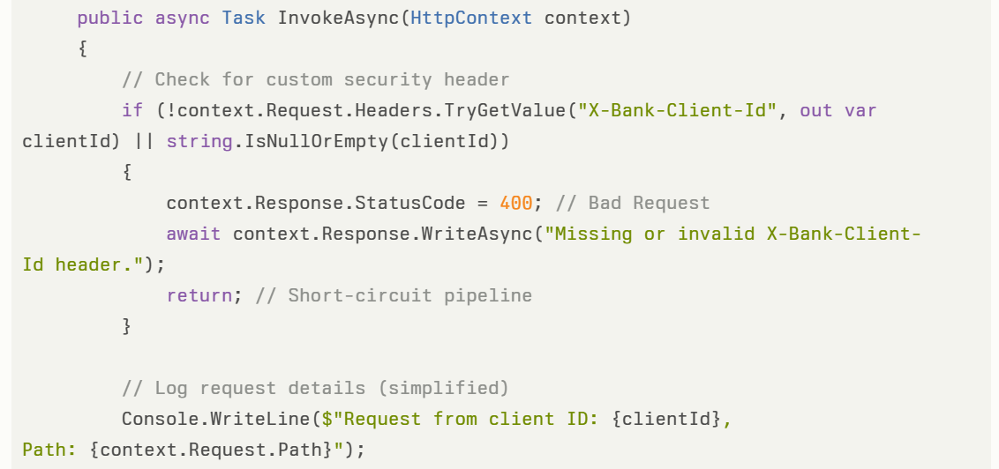 public async Task InvokeAsync(HttpContext context)
{
// Check for custom security header
if (!context.Request.Headers.TryGetValue("X-Bank-Client-Id", out var
clientId) || string.IsNullOrEmpty(clientId))
{
context.Response.StatusCode = 400; // Bad Request
await context.Response.WriteAsync("Missing or invalid X-Bank-Client-
Id header.");
return; // Short-circuit pipeline
}
// Log request details (simplified)
Console.WriteLine($"Request from client ID: {clientId},
Path: {context.Request.Path}");